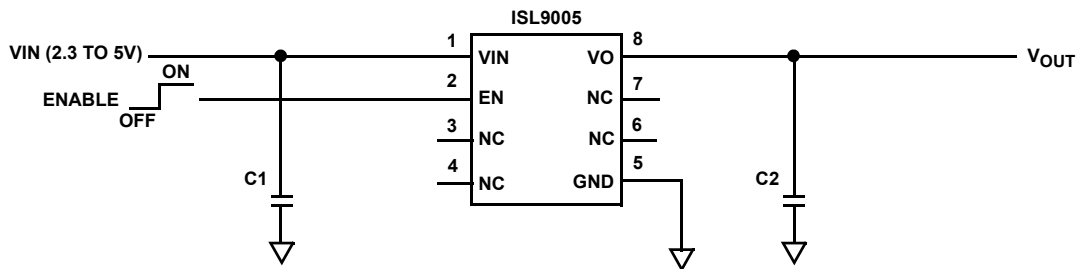 ISL9005
VIN (2.3 TO 5V)
1
VIN
VO
8
VOUT
ON
ENABLE
OFF
2
EN
NC
7
3
NC
NC
6
4
NC
GND
5
C1
C2